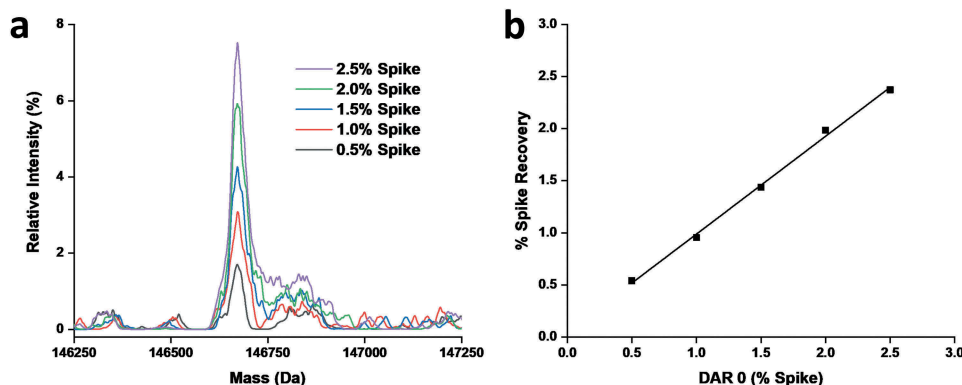 a
8
6
4
2
0
Relative Intensity (%)
2.5% Spike
2.0% Spike
1.5% Spike
1.0% Spike
0.5% Spike
146250 146500 146750 147000 147250
Mass (Da)
b
3.0
2.5
2.0
1.5
1.0
0.5
0.0
% Spike Recovery
0.0 0.5 1.0 1.5 2.0 2.5 3.0
DAR 0 (% Spike)